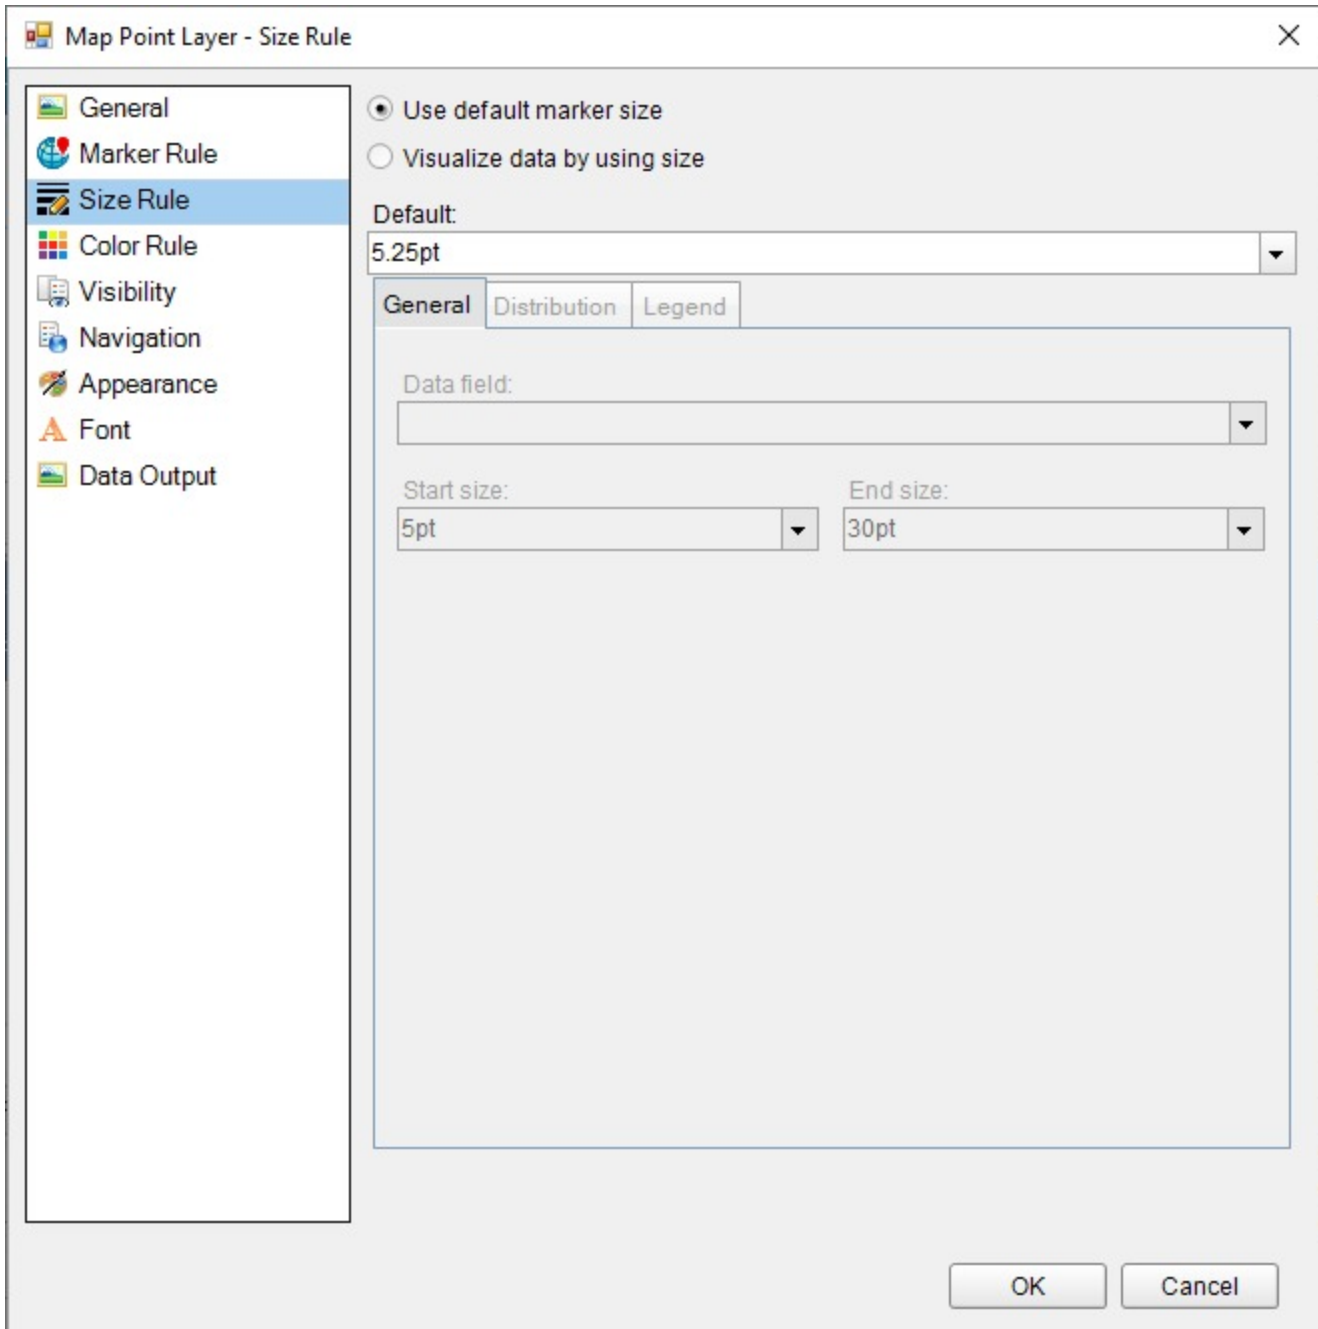 Map Point Layer - Size Rule
General
Marker Rule
Size Rule
Color Rule
Visibility
Navigation
Appearance
Font
Data Output
Use default marker size
Visualize data by using size
Default:
5.25pt
General Distribution Legend
Data field:
Start size: End size:
5pt 30pt
OK Cancel